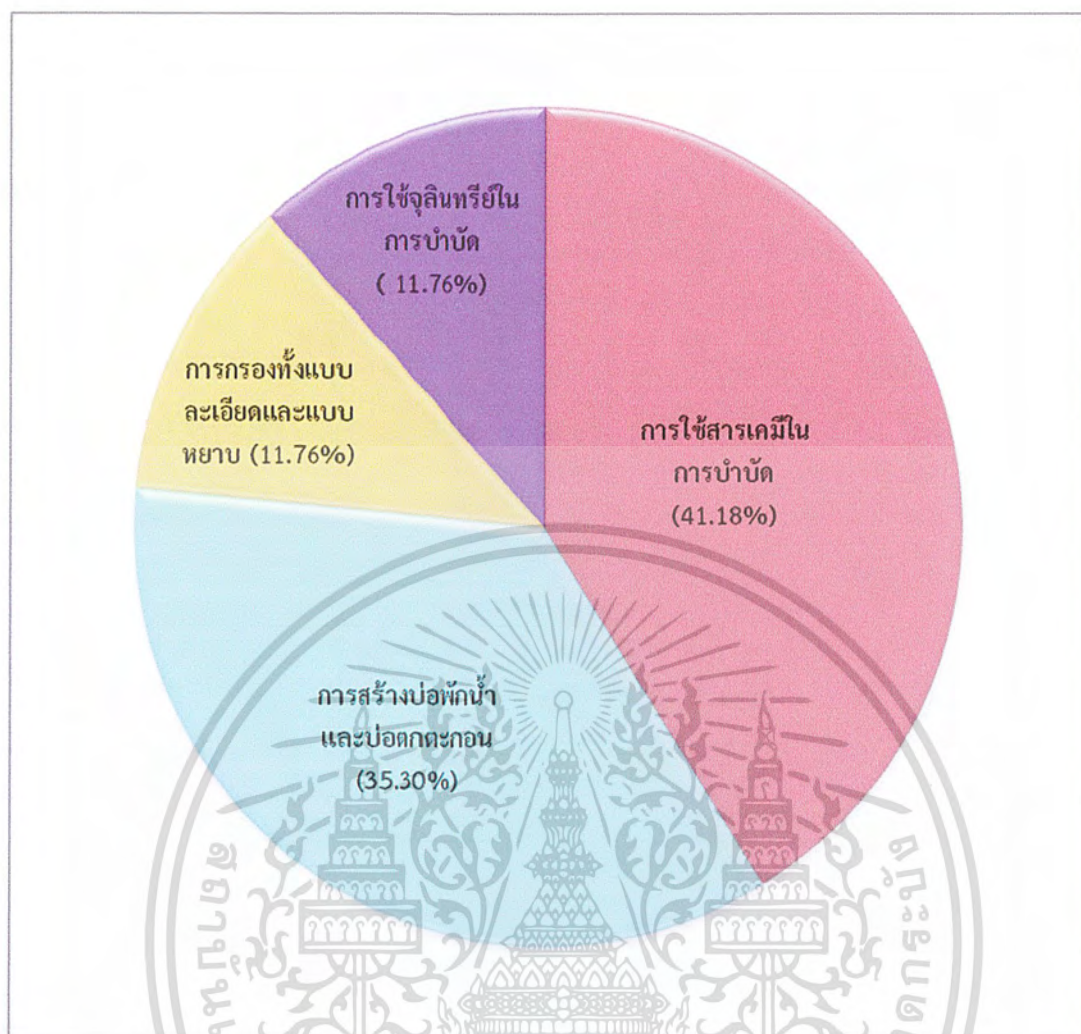 การใช้จุลินทรีย์ใน
การบำบัด
( 11.76%)
การกรองทั้งแบบ
ละเอียดและแบบ
หยาบ (11.76%)
การใช้สารเคมีใน
การบำบัด
(41.18%)
การสร้างบ่อพักน้ำ
และบ่อตกตะกอน
(35.30%)